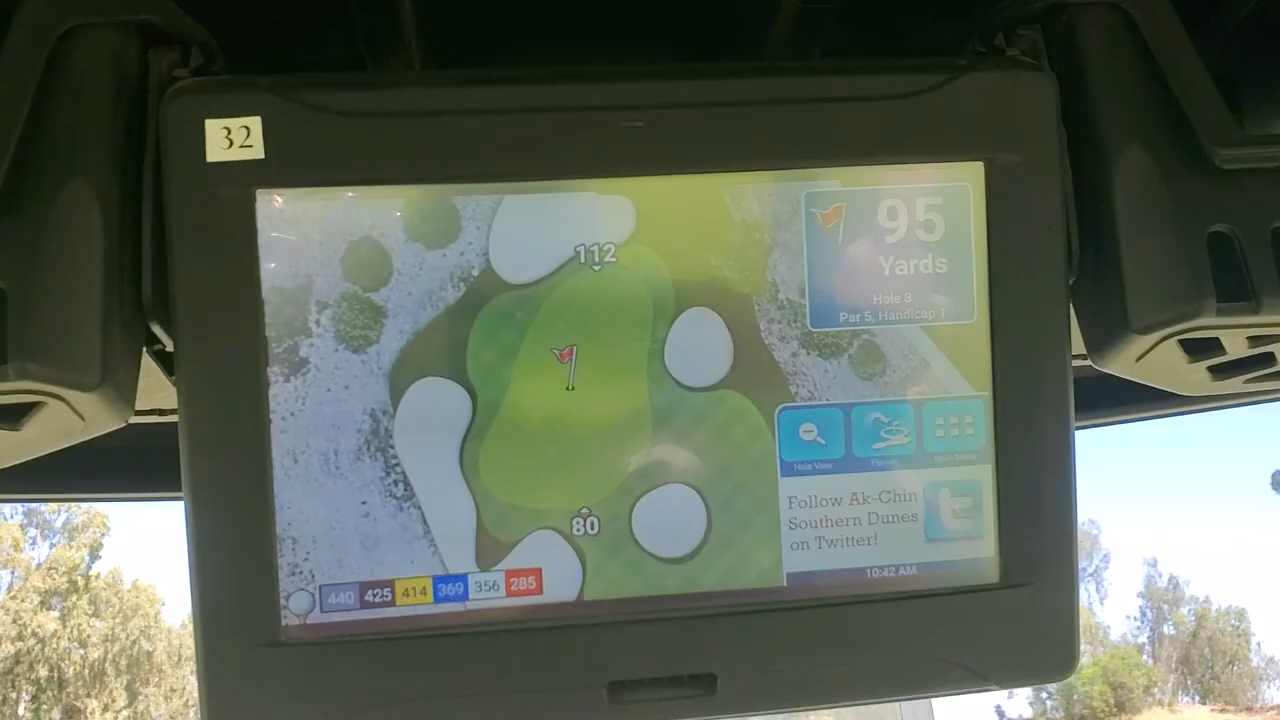 32
112
95
Yards
Hole 3
Par 5, Handicap 1
80
Hole View
Flyover
Main Menu
Follow Ak-Chin
Southern Dunes
on Twitter!
440 425 414 369 356 285
10:42 AM